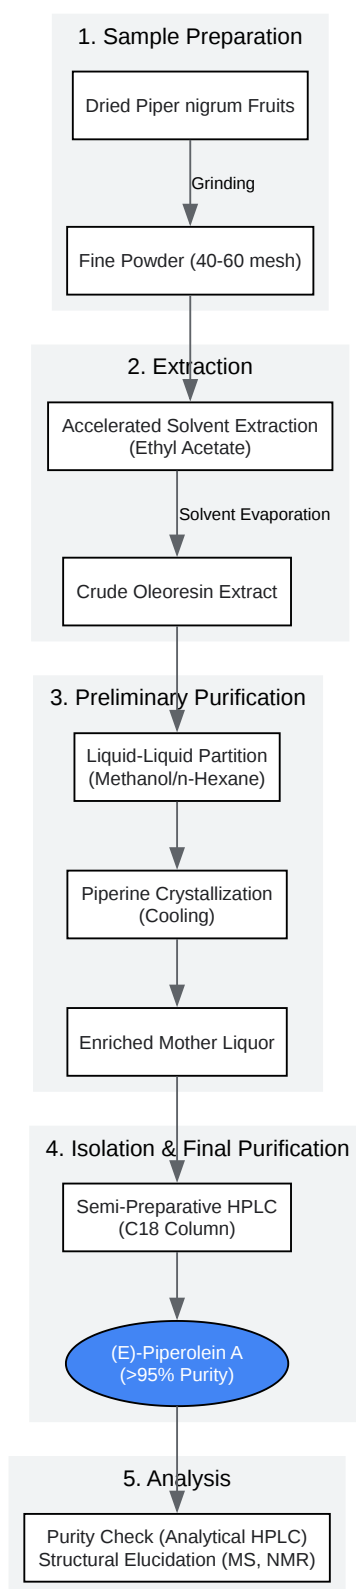 1. Sample Preparation
Dried Piper nigrum Fruits
Grinding
Fine Powder (40-60 mesh)
2. Extraction
Accelerated Solvent Extraction
(Ethyl Acetate)
Solvent Evaporation
Crude Oleoresin Extract
3. Preliminary Purification
Liquid-Liquid Partition
(Methanol/n-Hexane)
Piperine Crystallization
(Cooling)
Enriched Mother Liquor
4. Isolation & Final Purification
Semi-Preparative HPLC
(C18 Column)
(E)-Piperolein A
(>95% Purity)
5. Analysis
Purity Check (Analytical HPLC)
Structural Elucidation (MS, NMR)